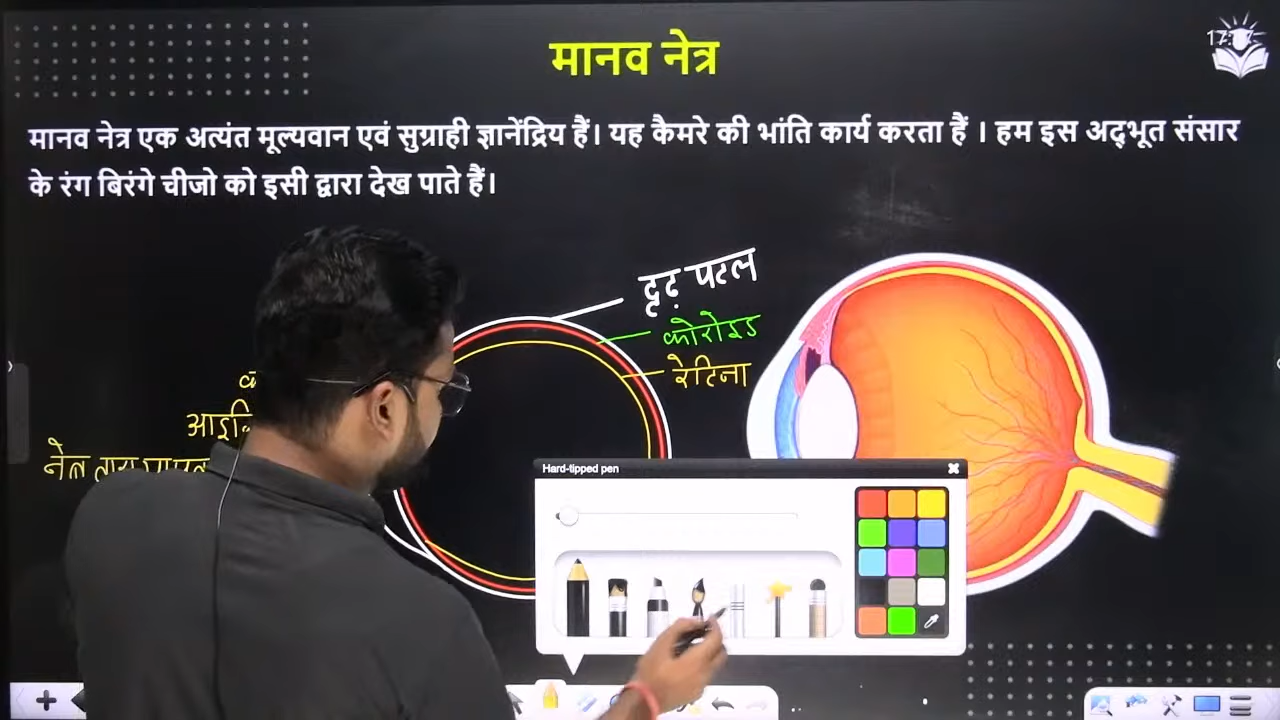 मानव नेत्र
मानव नेत्र एक अत्यंत मूल्यवान एवं सुग्राही ज्ञानेंद्रिय हैं। यह कैमरे की भांति कार्य करता हैं । हम इस अद्भूत संसार
के रंग बिरंगे चीजो को इसी द्वारा देख पाते हैं।
दृढ़ पटल
कोरोइड
रेटिना
Hard-tipped pen